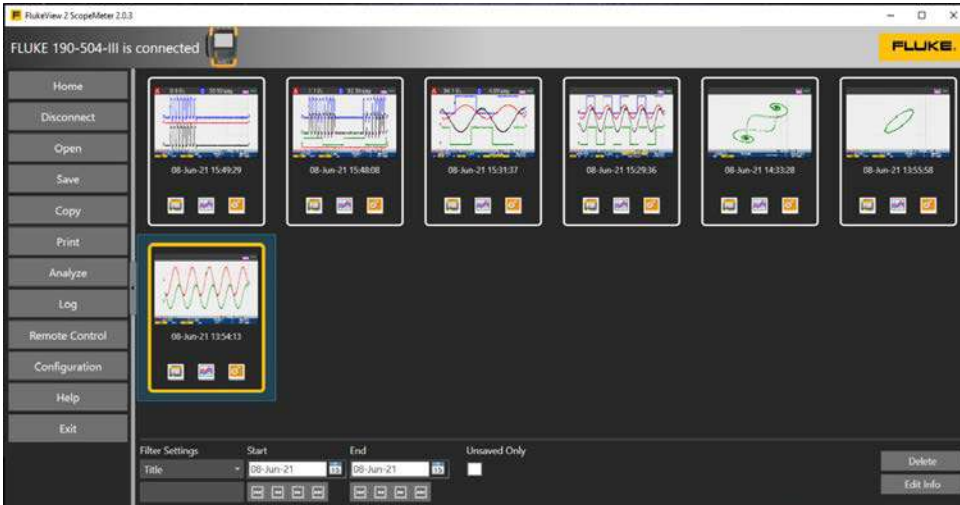 FlukeView 2 ScopeMeter 2.0.3
FLUKE 190-504-III is connected
FLUKE.
Home
Disconnect
Open
Save
Copy
Print
Analyze
Log
Remote Control
Configuration
Help
Exit
08-Jun-21 15:49:29
08-Jun-21 15:48:08
08-Jun-21 15:31:37
08-Jun-21 15:29:36
08-Jun-21 14:33:28
08-Jun-21 13:55:58
08-Jun-21 13:54:13
Filter Settings
Start
End
Unsaved Only
Title
08-Jun-21
15
08-Jun-21
15
Delete
Edit Info